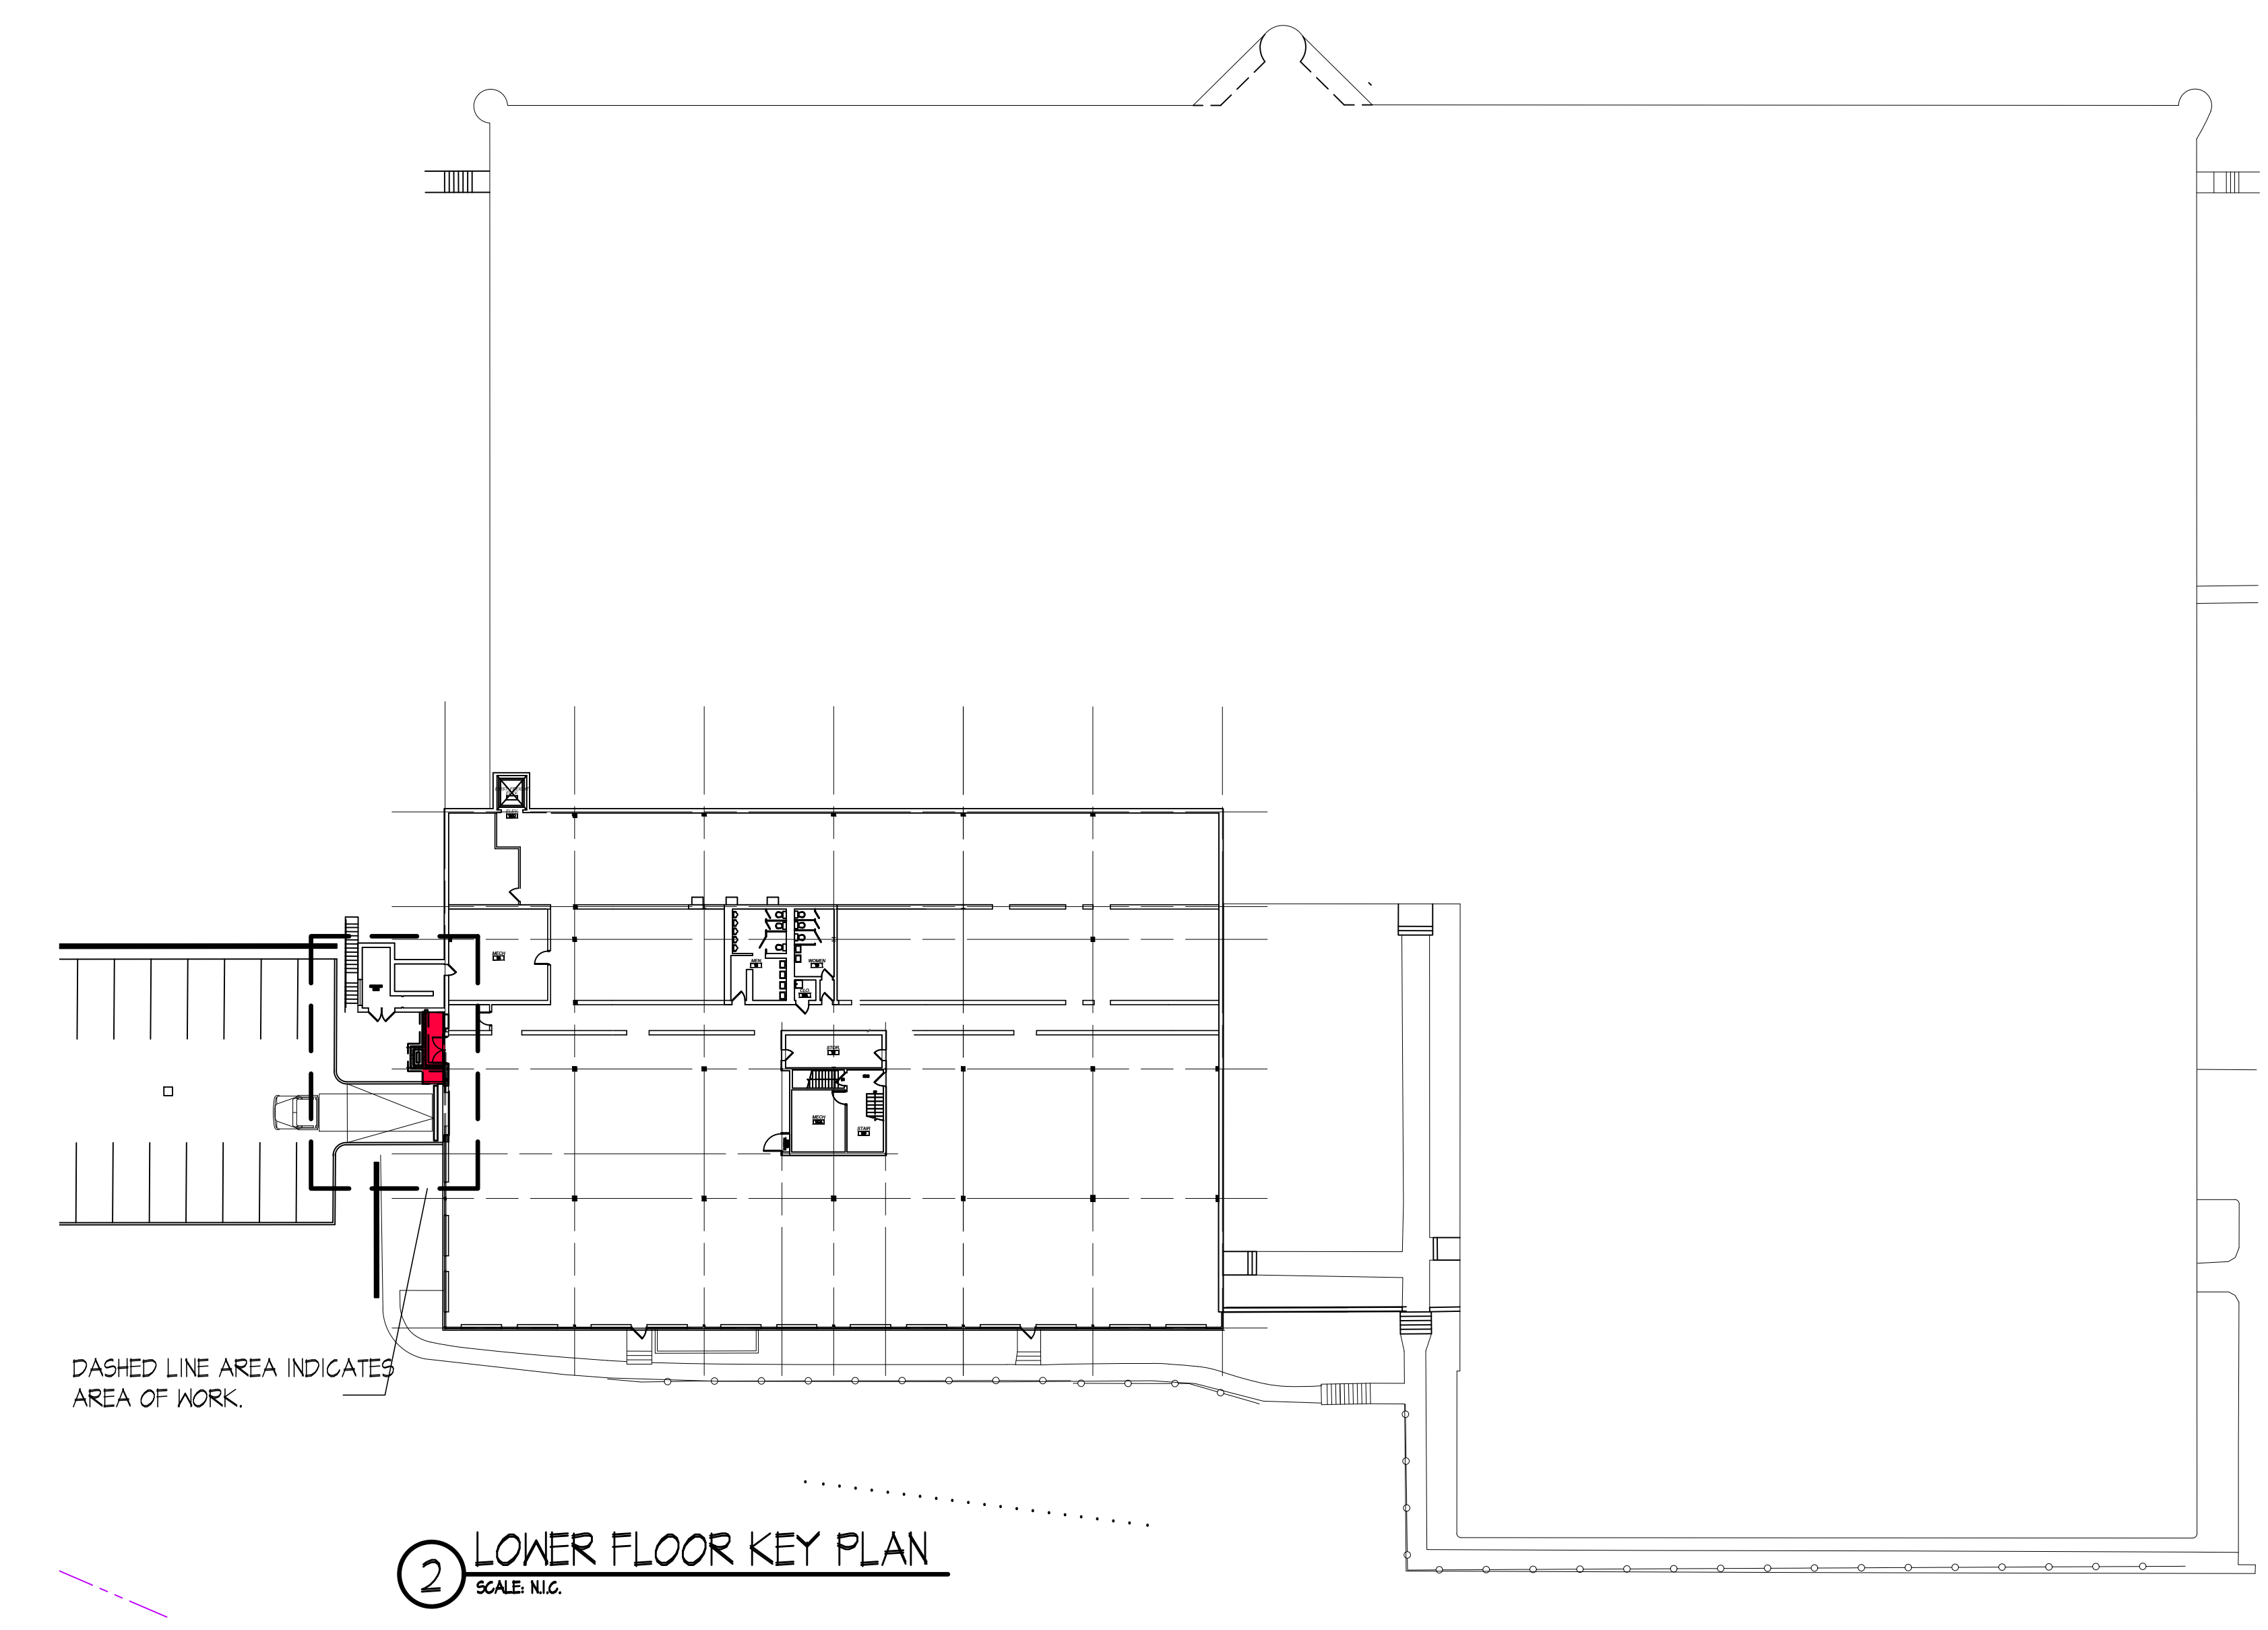 MECH
MEN
WOMEN
CLO.
STOR.
MECH
STAIR
DASHED LINE AREA INDICATES
AREA OF WORK.
2
LOWER FLOOR KEY PLAN
SCALE: N.I.C.